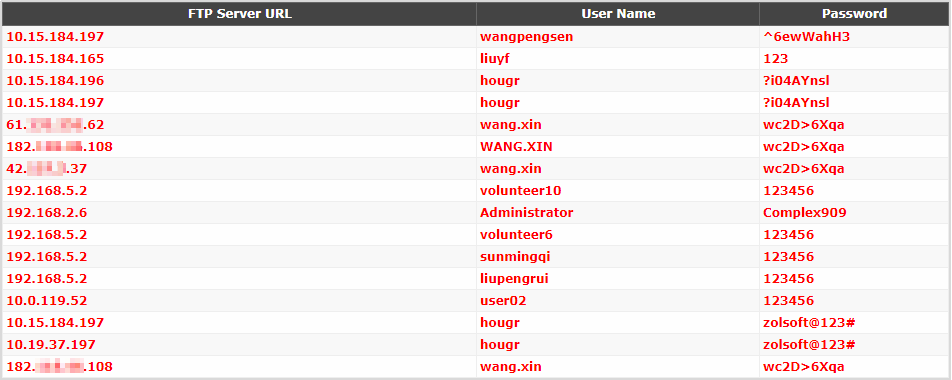 FTP Server URL User Name Password
10.15.184.197 wangpengsen ^6ewWahH3
10.15.184.165 liuyf 123
10.15.184.196 hougr ?i04AYnsl
10.15.184.197 hougr ?i04AYnsl
61. .62 wang.xin wc2D>6Xqa
182. .108 WANG.XIN wc2D>6Xqa
42. .37 wang.xin wc2D>6Xqa
192.168.5.2 volunteer10 123456
192.168.2.6 Administrator Complex909
192.168.5.2 volunteer6 123456
192.168.5.2 sunmingqi 123456
192.168.5.2 liupengrui 123456
10.0.119.52 user02 123456
10.15.184.197 hougr zolsoft@123#
10.19.37.197 hougr zolsoft@123#
182. .108 wang.xin wc2D>6Xqa